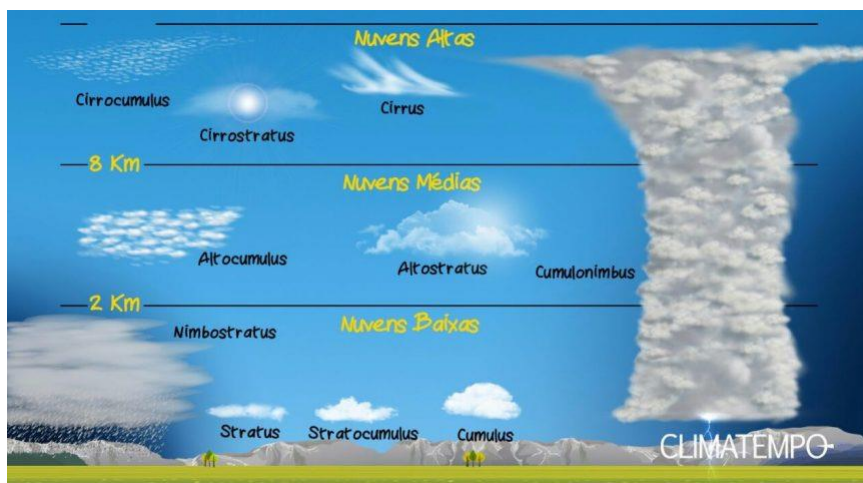 Nuvens Altas
Cirrocumulus
Cirrus
Cirrostratus
8 Km
Nuvens Médias
Altocumulus
Altostratus
Cumulonimbus
2 Km
Nimbostratus
Nuvens Baixas
Stratus
Stratocumulus
Cumulus
CLIMATEMPO